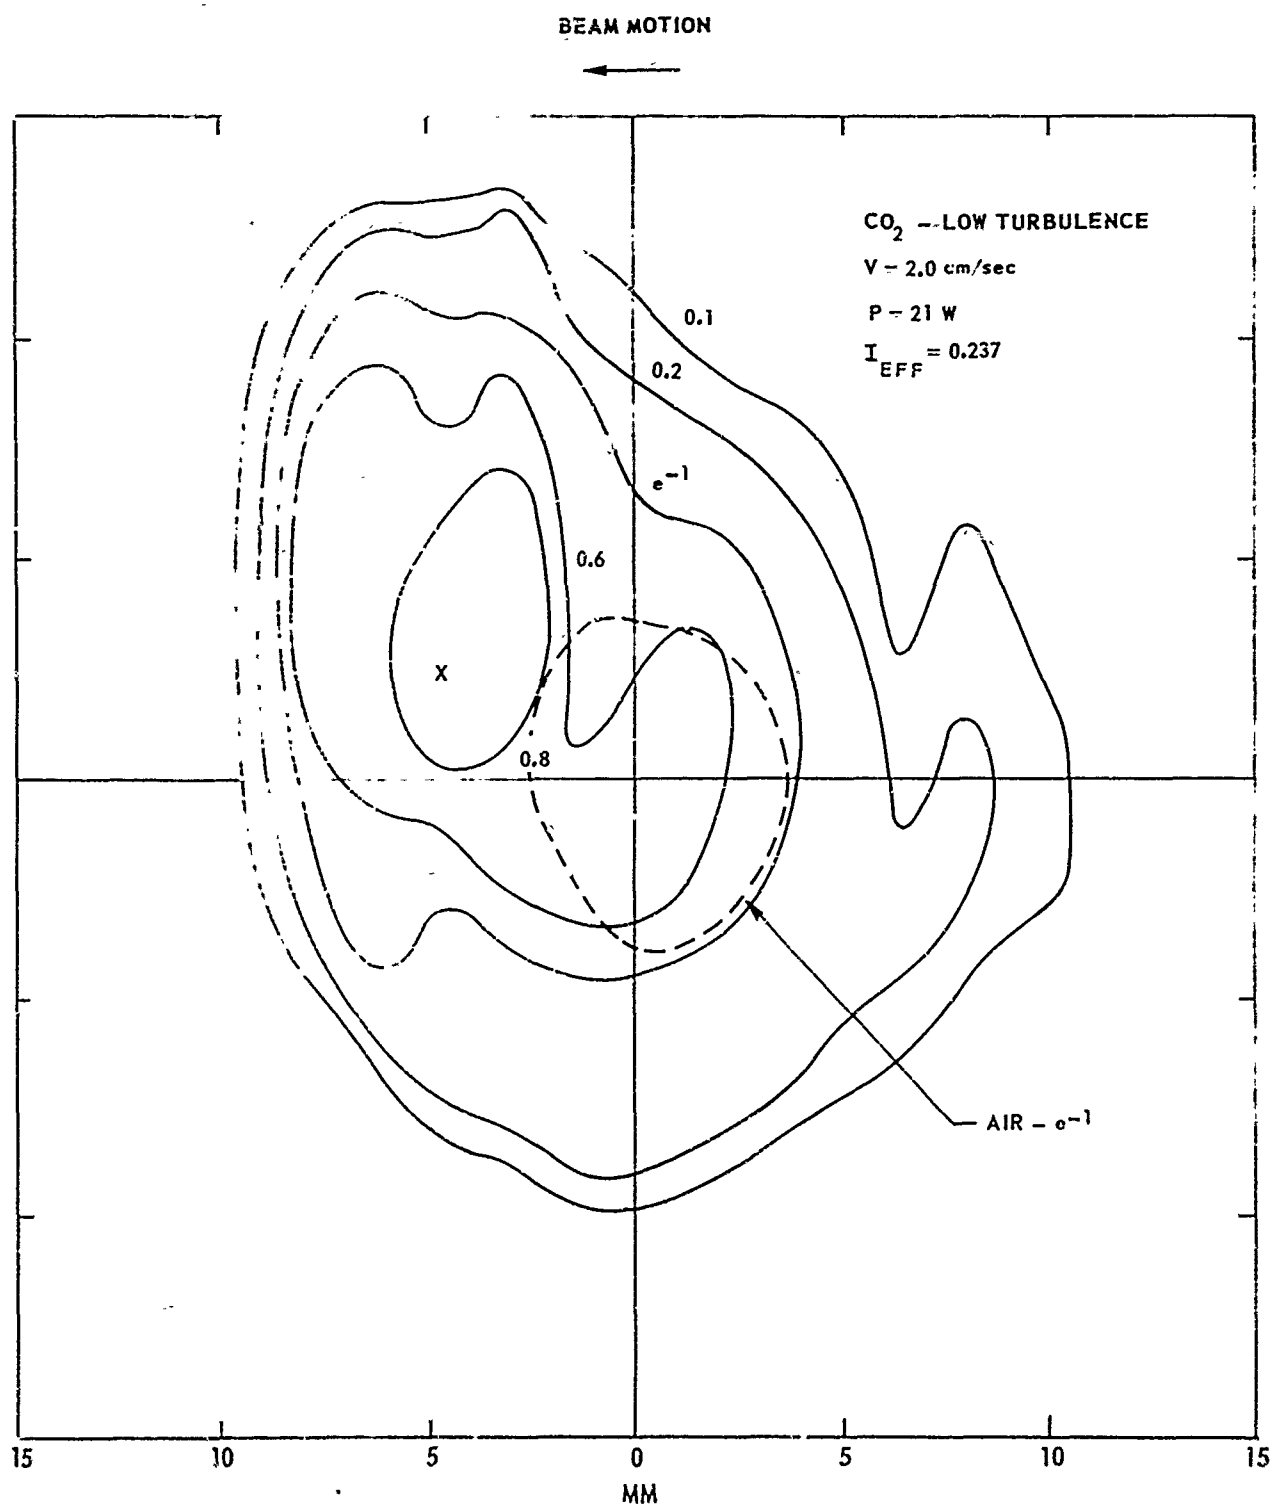 BEAM MOTION
CO2 - LOW TURBULENCE
V = 2.0 cm/sec
P = 21 W
IEFF = 0.237
0.1
0.2
e-1
0.6
X
0.8
AIR - e-1
15 10 5 0 5 10 15
MM